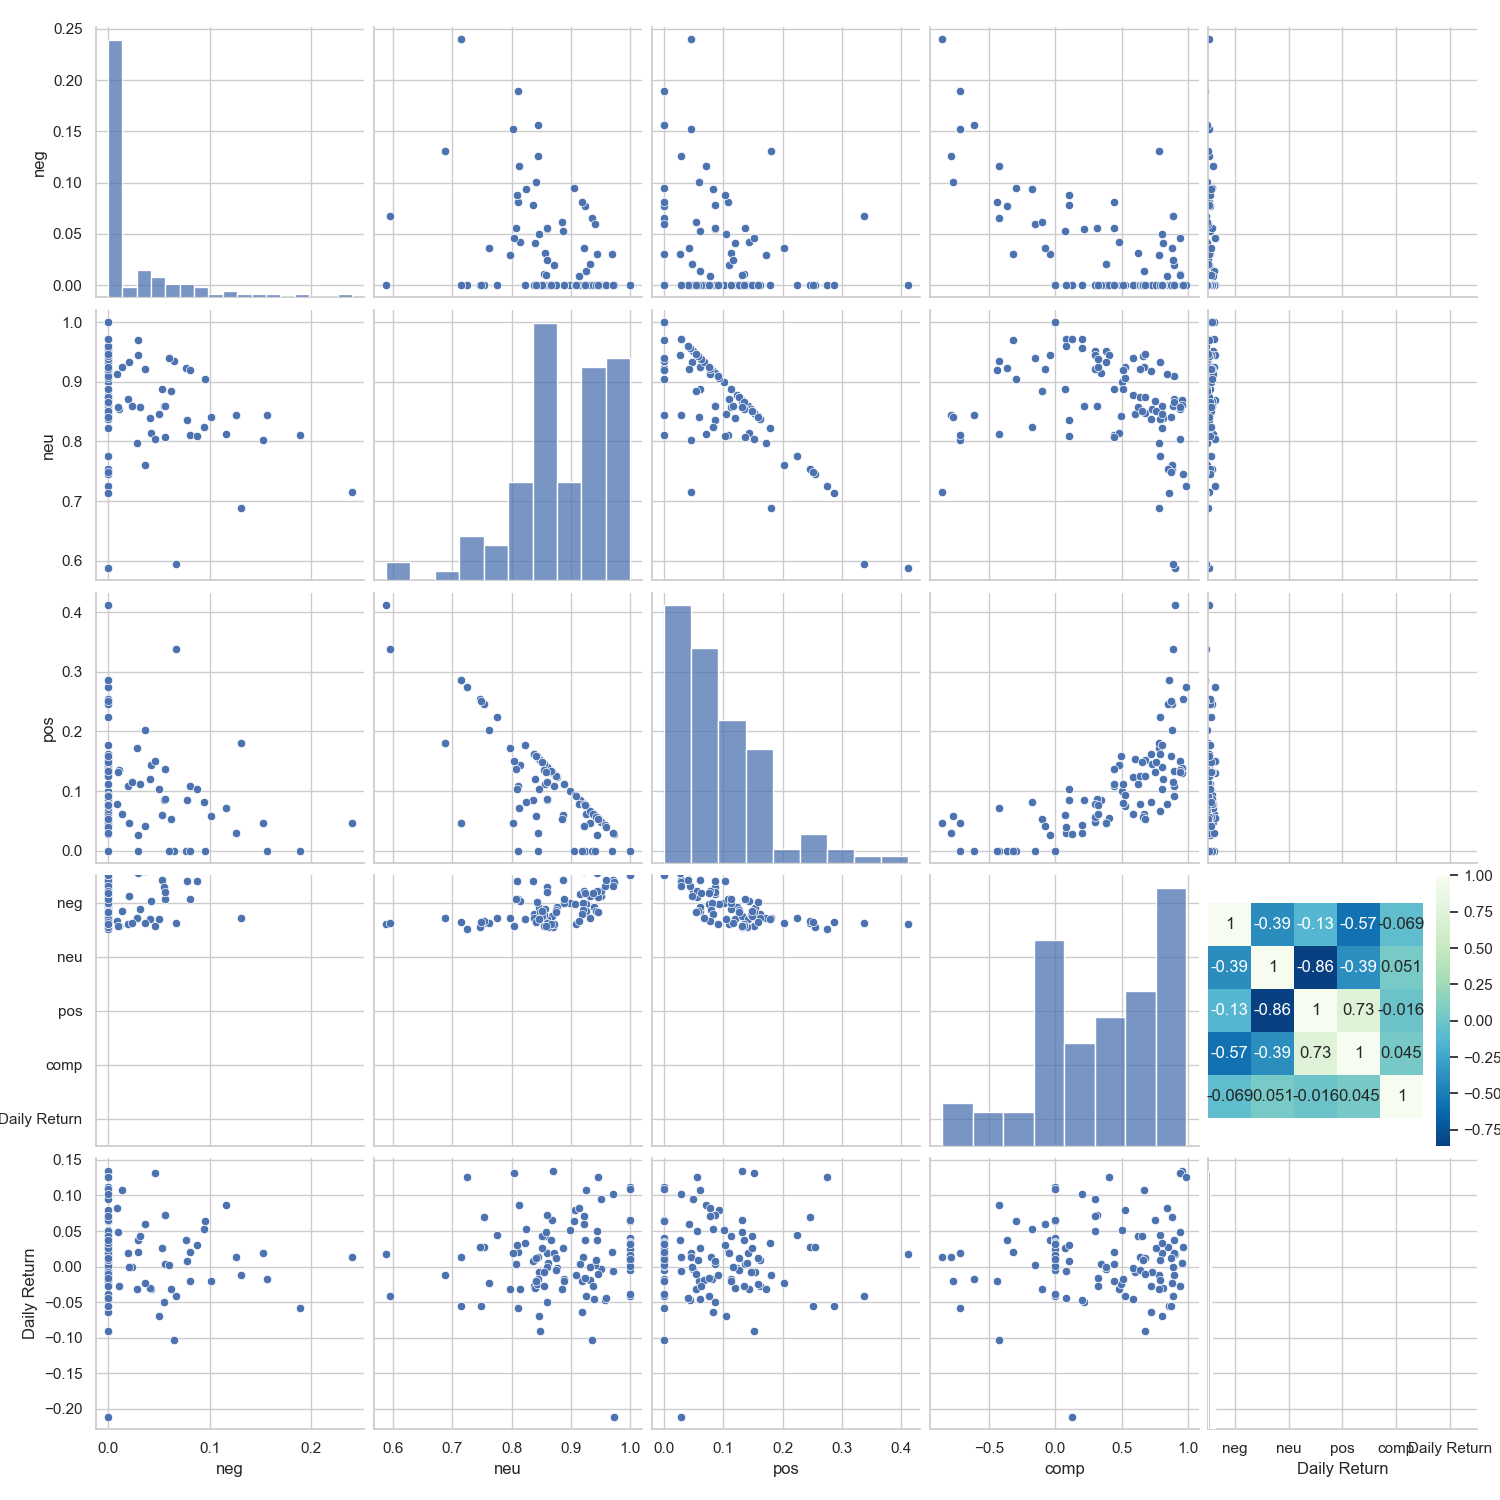 0.25
0.20
0.15
0.10
0.05
0.00
neg
1.0
0.9
0.8
0.7
0.6
neu
0.4
0.3
0.2
0.1
0.0
pos
neg
neu
pos
comp
Daily Return
1 -0.39 -0.13 -0.57 -0.069
-0.39 1 -0.86 -0.39 0.051
-0.13 -0.86 1 0.73 -0.016
-0.57 -0.39 0.73 1 0.045
-0.069 0.051 -0.016 0.045 1
1.00
0.75
0.50
0.25
0.00
−0.25
−0.50
−0.75
0.15
0.10
0.05
0.00
−0.05
−0.10
−0.15
−0.20
Daily Return
0.0 0.1 0.2
neg
0.6 0.7 0.8 0.9 1.0
neu
0.0 0.1 0.2 0.3 0.4
pos
−0.5 0.0 0.5 1.0
comp
neg neu pos comp Daily Return
Daily Return